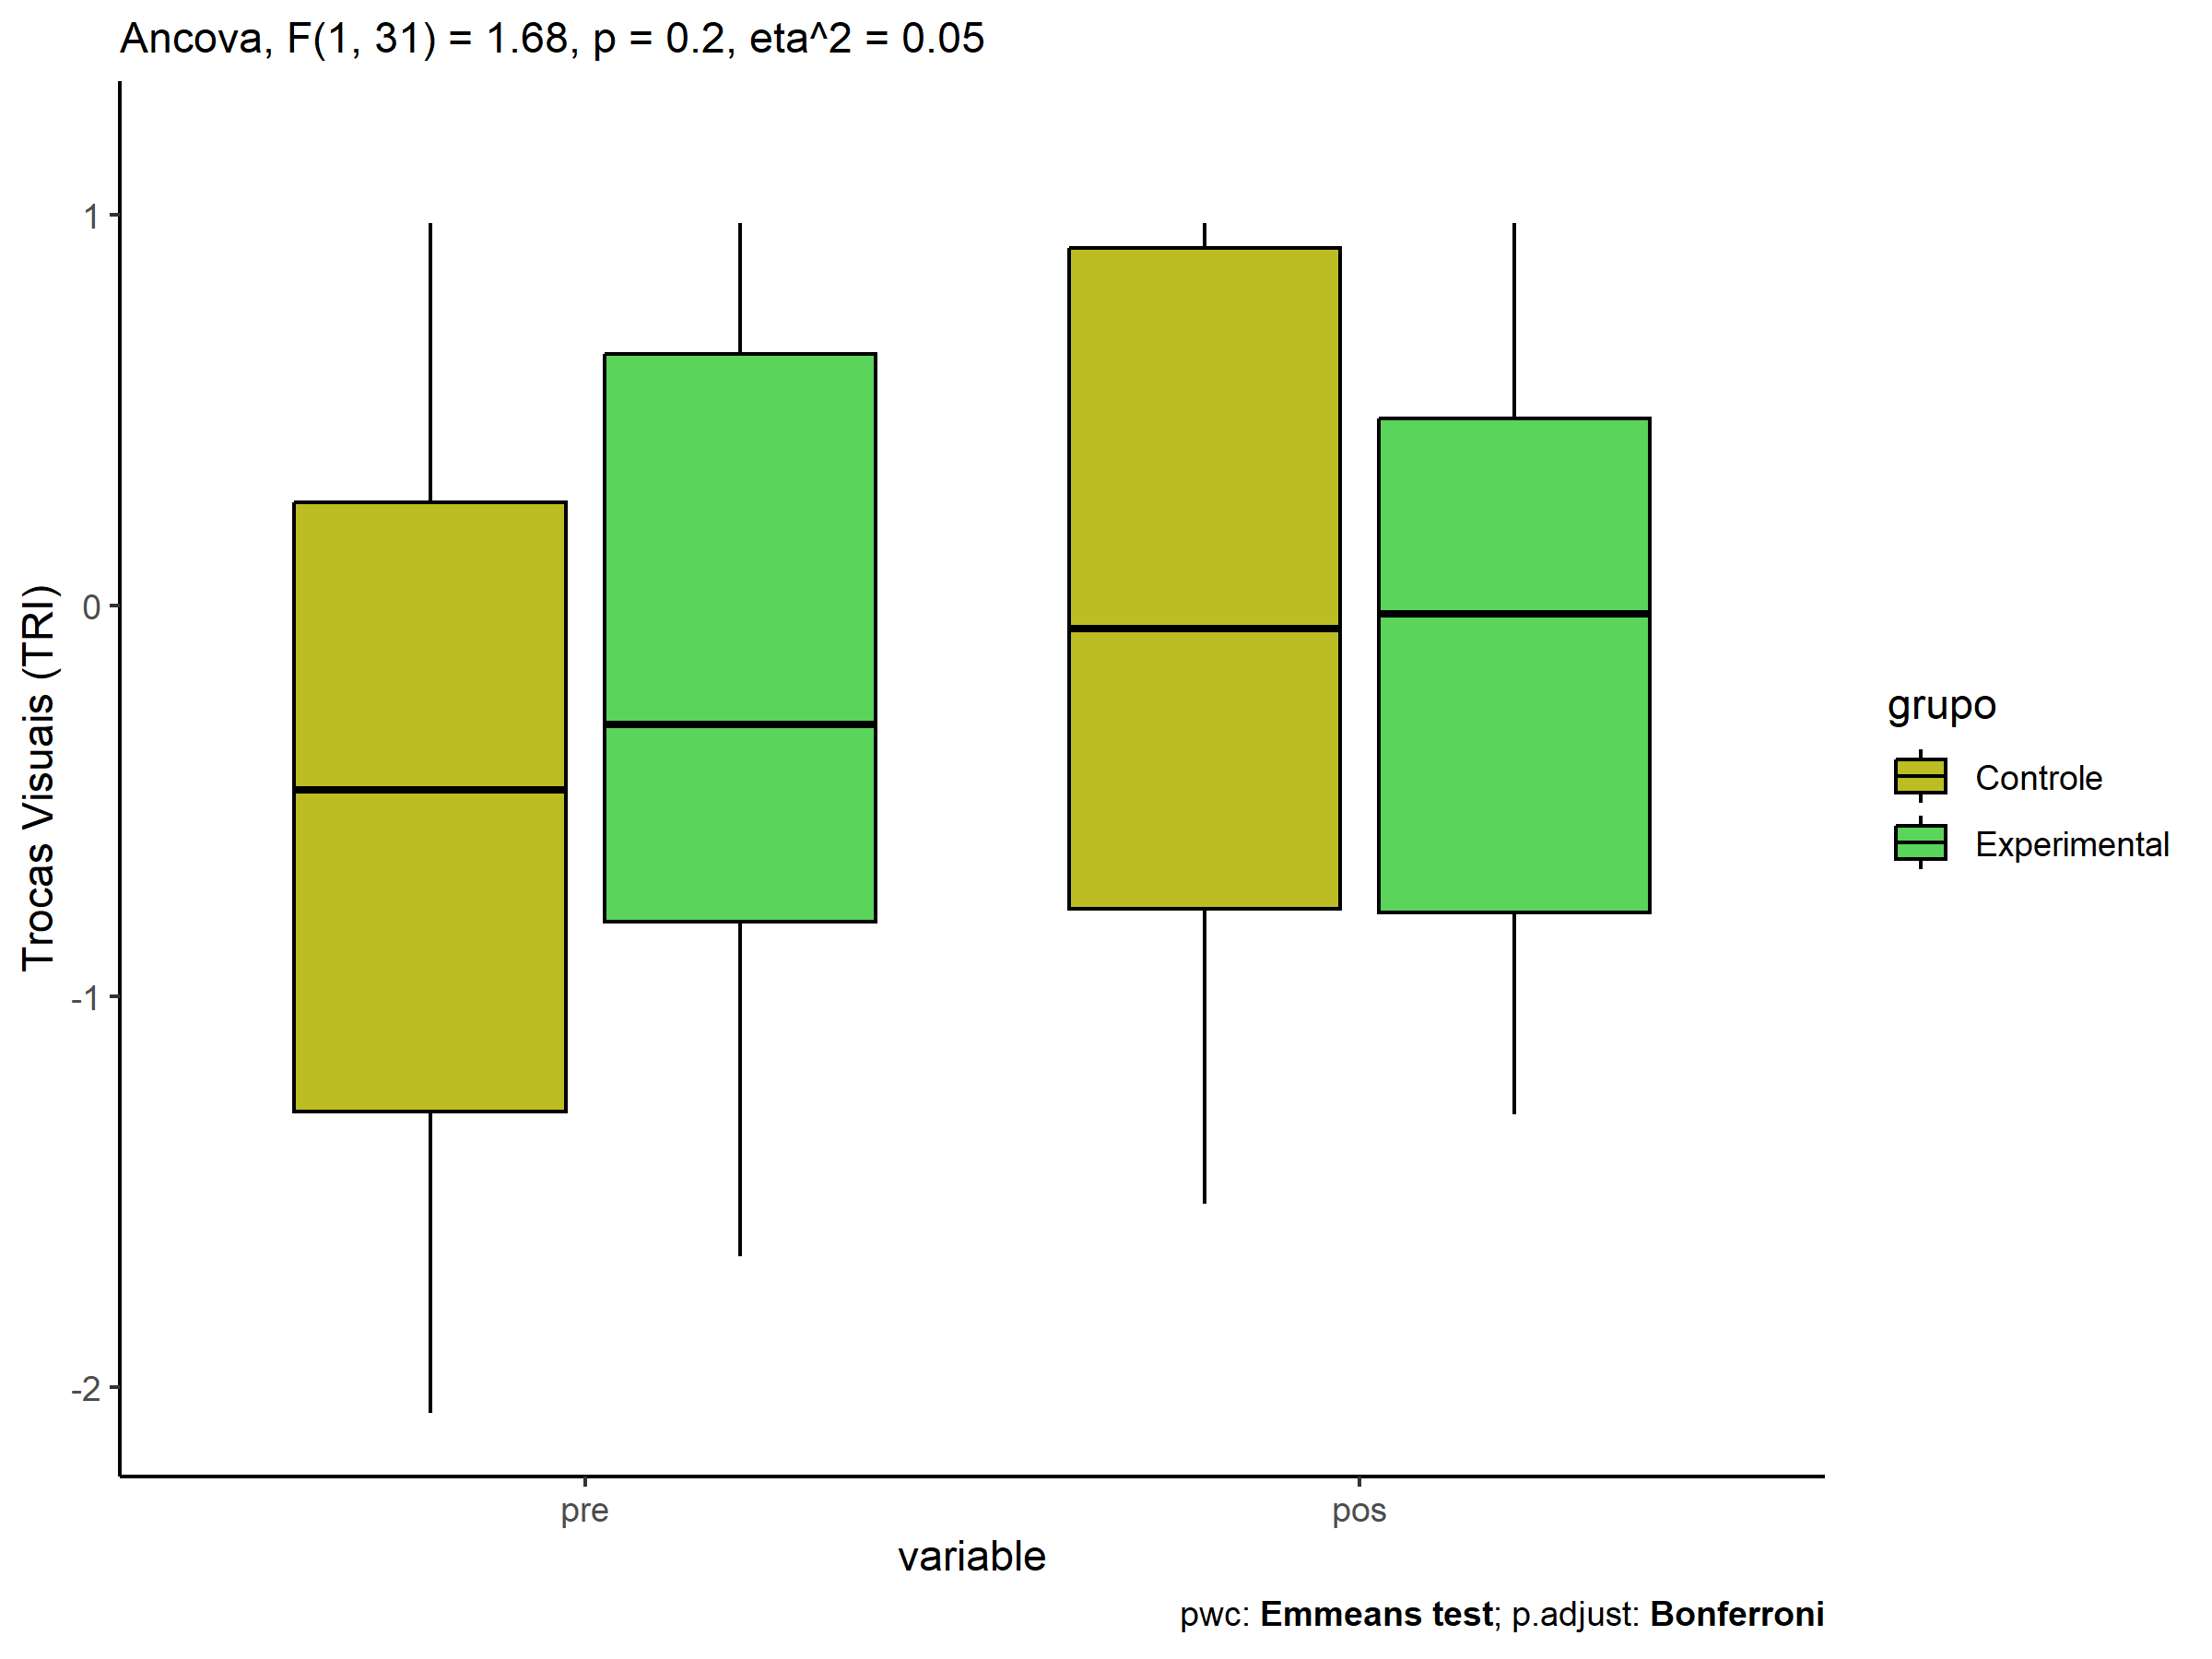 Ancova, F(1, 31) = 1.68, p = 0.2, eta^2 = 0.05
Trocas Visuais (TRI)
1
0
-1
-2
pre
pos
variable
grupo
Controle
Experimental
pwc: Emmeans test; p.adjust: Bonferroni